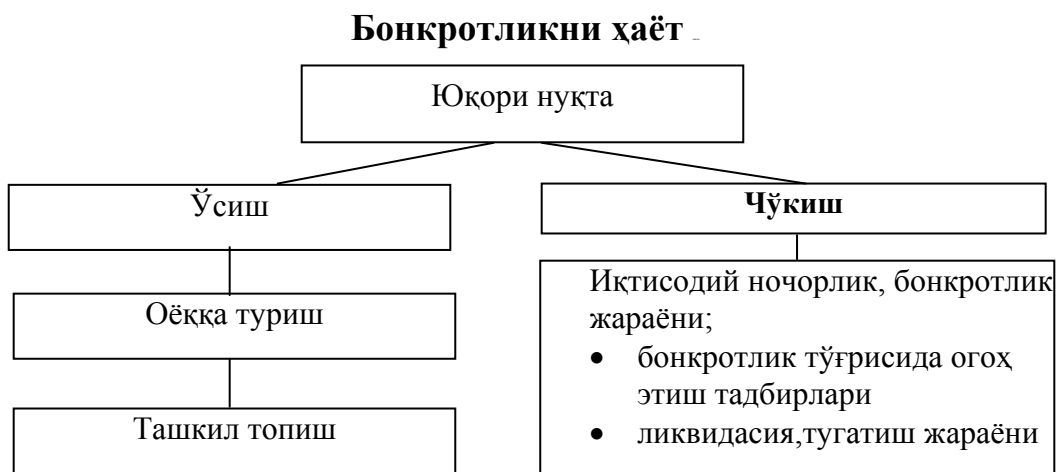 Бонкротликни ҳаёт
Юқори нуқта
Ўсиш
Чўкиш
Оёққа туриш
Ташкил топиш
Иқтисодий ночорлик, бонкротлик
жараёни;
• бонкротлик тўғрисида огоҳ
этиш тадбирлари
• ликвидасия,тугатиш жараёни